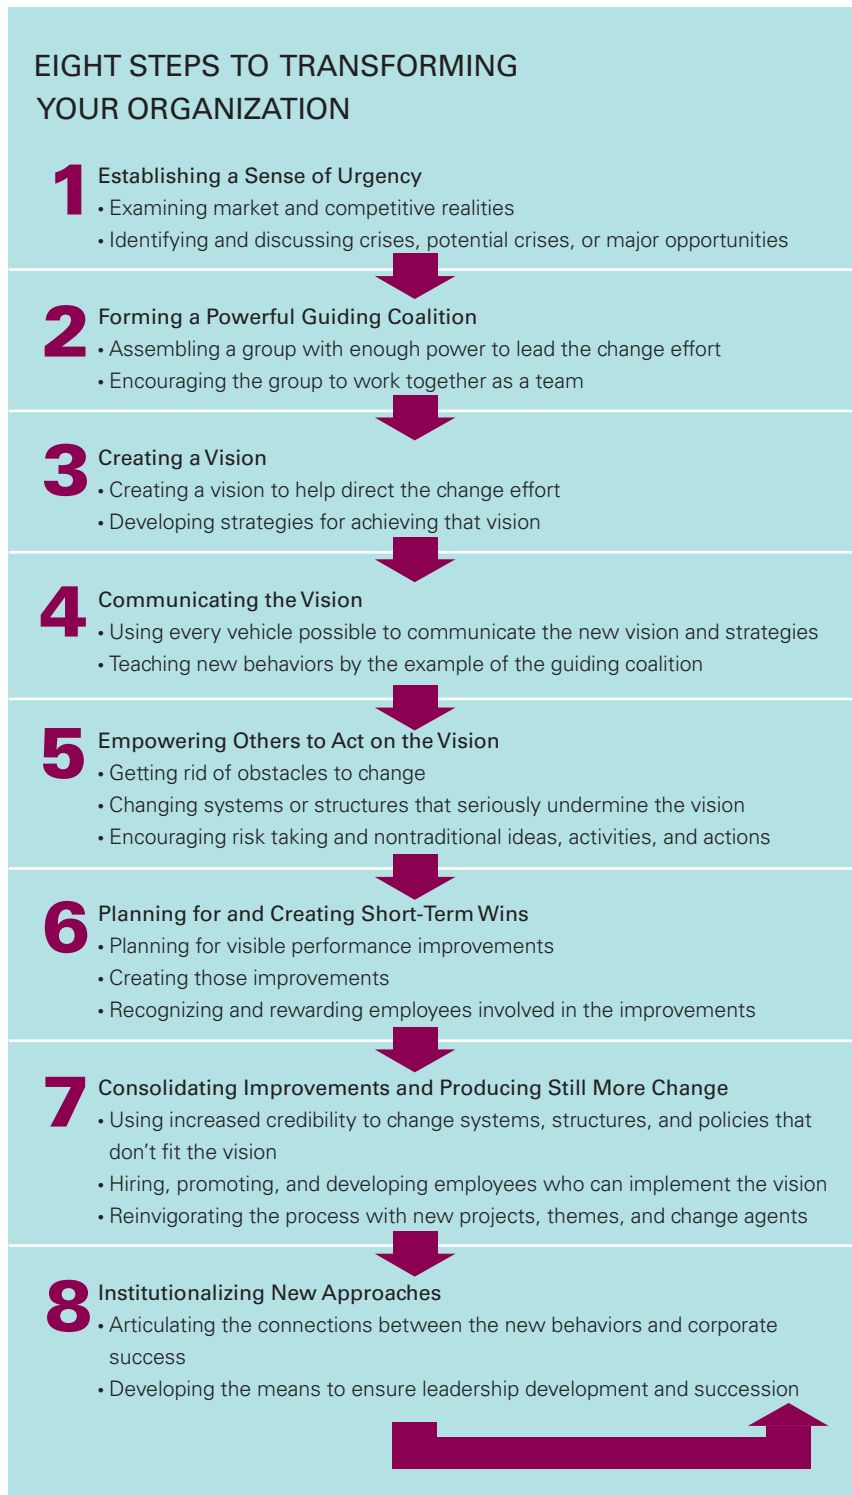 EIGHT STEPS TO TRANSFORMING
YOUR ORGANIZATION
1 Establishing a Sense of Urgency
• Examining market and competitive realities
• Identifying and discussing crises, potential crises, or major opportunities
2 Forming a Powerful Guiding Coalition
• Assembling a group with enough power to lead the change effort
• Encouraging the group to work together as a team
3 Creating a Vision
• Creating a vision to help direct the change effort
• Developing strategies for achieving that vision
4 Communicating the Vision
• Using every vehicle possible to communicate the new vision and strategies
• Teaching new behaviors by the example of the guiding coalition
5 Empowering Others to Act on the Vision
• Getting rid of obstacles to change
• Changing systems or structures that seriously undermine the vision
• Encouraging risk taking and nontraditional ideas, activities, and actions
6 Planning for and Creating Short-Term Wins
• Planning for visible performance improvements
• Creating those improvements
• Recognizing and rewarding employees involved in the improvements
7 Consolidating Improvements and Producing Still More Change
• Using increased credibility to change systems, structures, and policies that
don’t fit the vision
• Hiring, promoting, and developing employees who can implement the vision
• Reinvigorating the process with new projects, themes, and change agents
8 Institutionalizing New Approaches
• Articulating the connections between the new behaviors and corporate
success
• Developing the means to ensure leadership development and succession